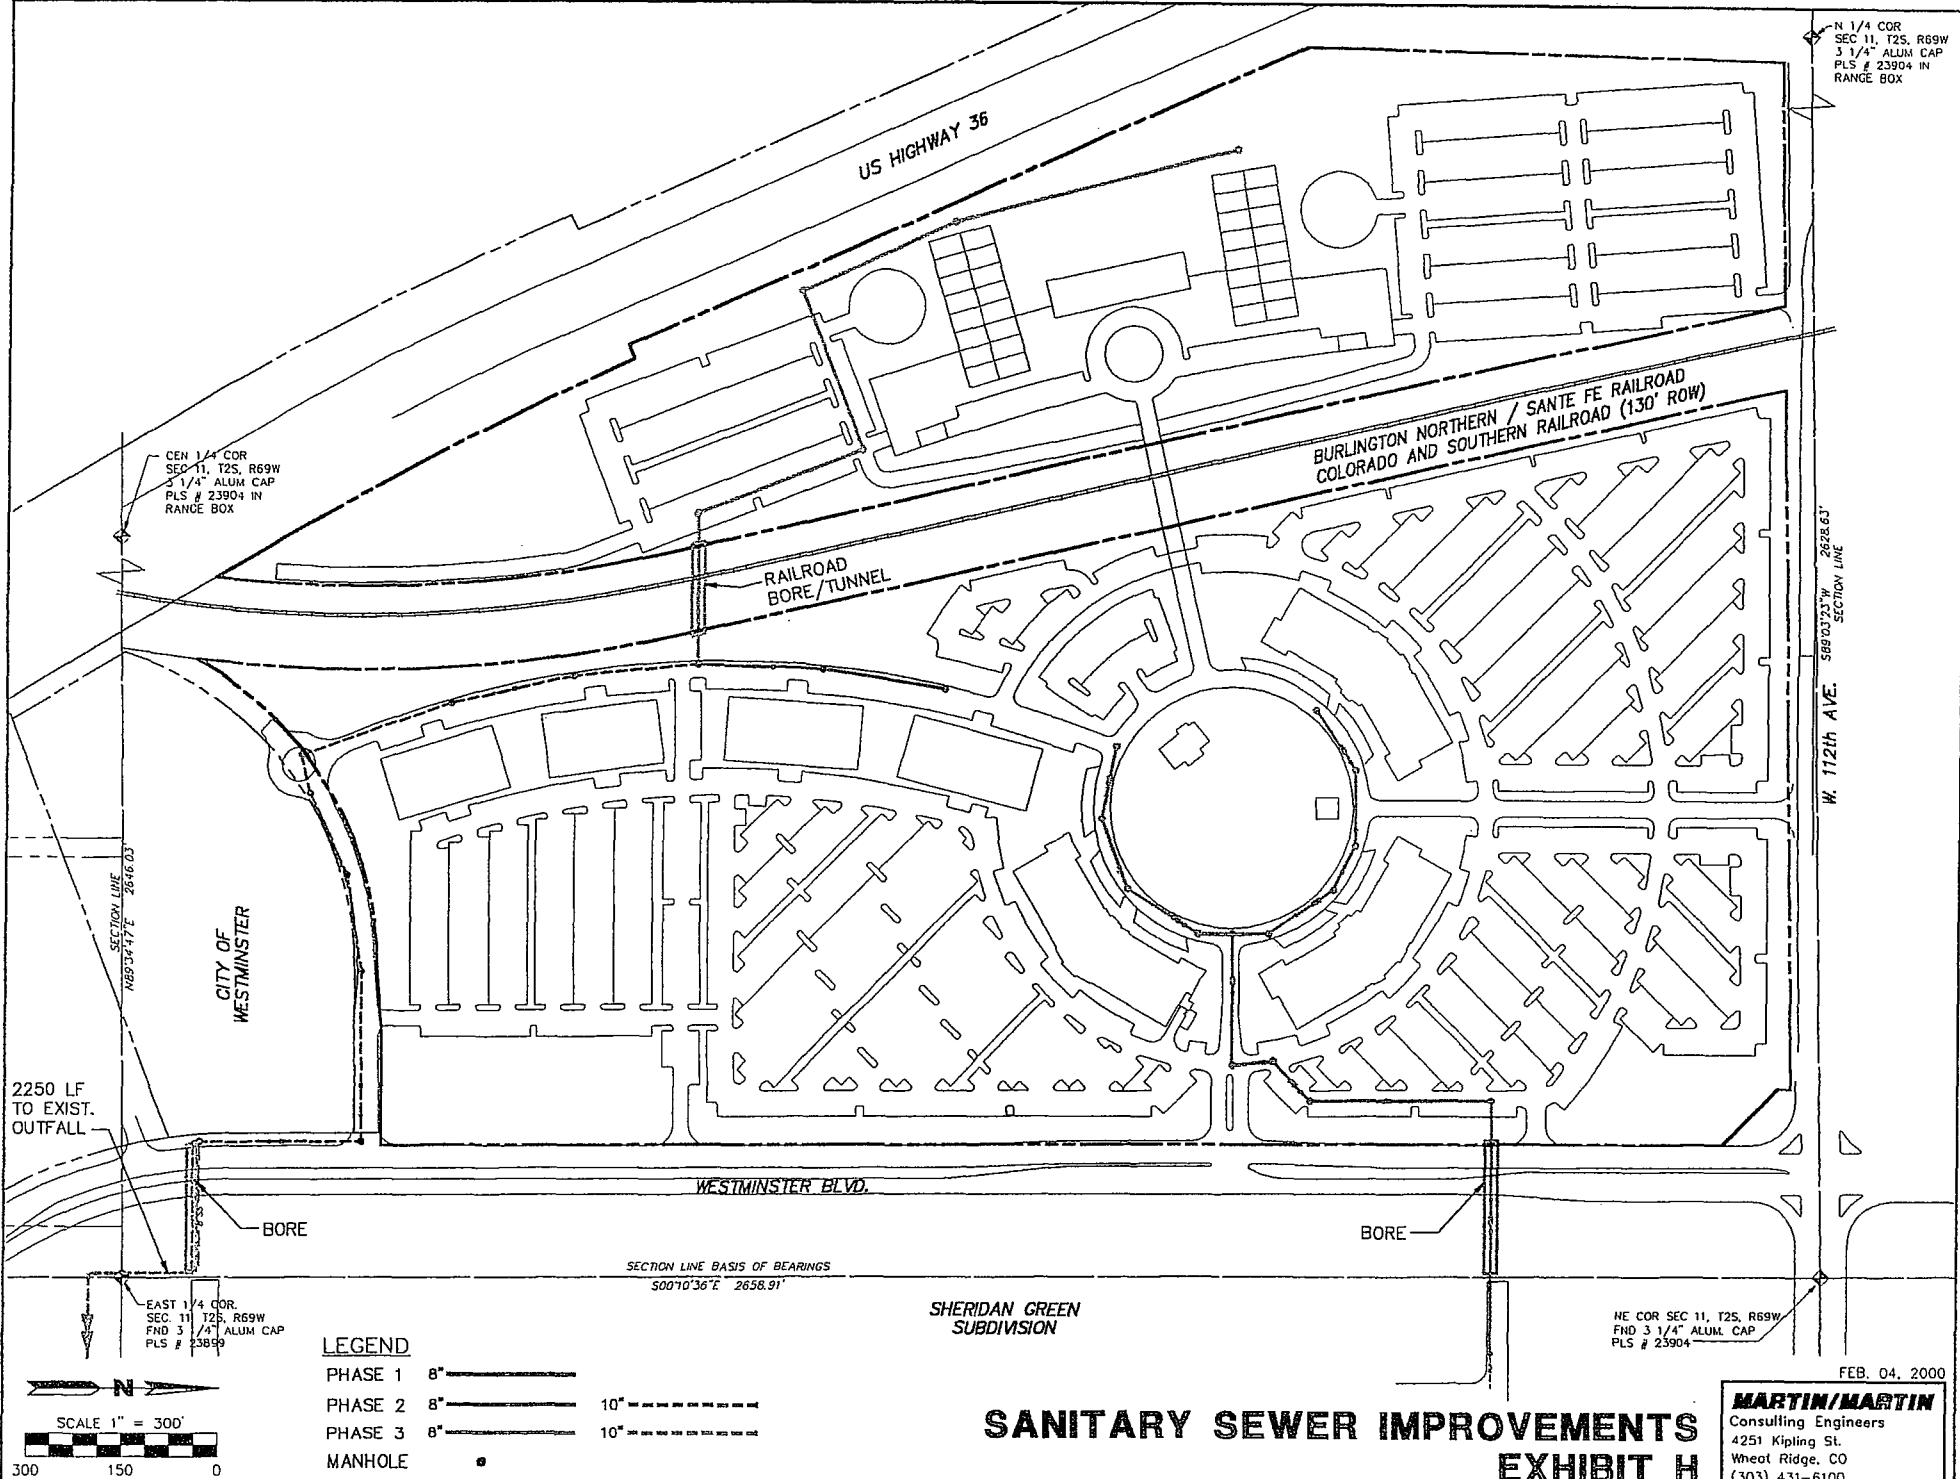 N 1/4 COR
SEC 11, T2S, R69W
3 1/4" ALUM CAP
PLS # 23904 IN
RANGE BOX
US HIGHWAY 36
BURLINGTON NORTHERN / SANTE FE RAILROAD
COLORADO AND SOUTHERN RAILROAD (130' ROW)
CEN 1/4 COR
SEC 11, T2S, R69W
3 1/4" ALUM CAP
PLS # 23904 IN
RANGE BOX
RAILROAD
BORE/TUNNEL
S89°03'23"W 2628.63'
SECTION LINE
W. 112th AVE.
SECTION LINE
N89°34'47"E 2646.03'
CITY OF
WESTMINSTER
2250 LF
TO EXIST.
OUTFALL
WESTMINSTER BLVD.
BORE
BORE
SECTION LINE BASIS OF BEARINGS
S00°10'36"E 2658.91'
SHERIDAN GREEN
SUBDIVISION
EAST 1/4 COR.
SEC. 11, T2S, R69W
FND 3 1/4" ALUM CAP
PLS # 23899
NE COR SEC 11, T2S, R69W
FND 3 1/4" ALUM. CAP
PLS # 23904
N
SCALE 1" = 300'
300 150 0
LEGEND
PHASE 1 8"
PHASE 2 8" 10"
PHASE 3 8" 10"
MANHOLE
SANITARY SEWER IMPROVEMENTS
EXHIBIT H
FEB. 04, 2000
MARTIN/MARTIN
Consulting Engineers
4251 Kipling St.
Wheat Ridge, CO
(303) 431-6100